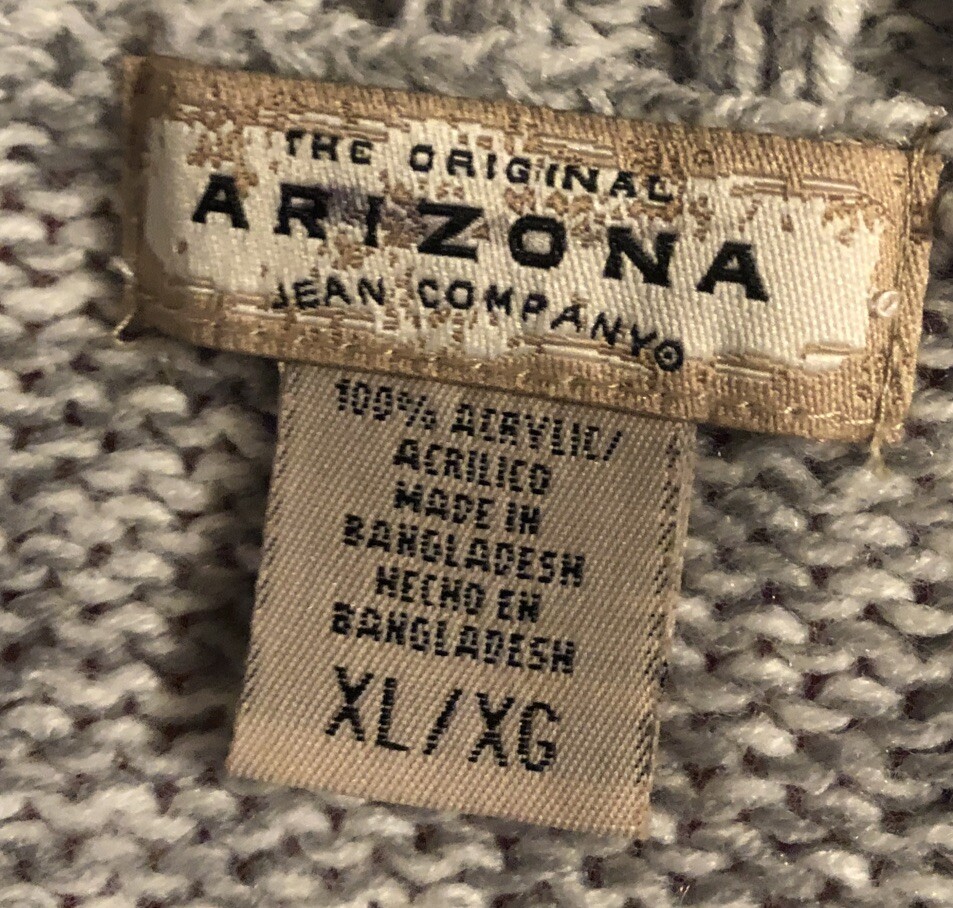 THE ORIGINAL
ARIZONA
JEAN COMPANY®
100% ACRYLIC/
ACRILICO
MADE IN
BANGLADESH
HECHO EN
BANGLADESH
XL/XG